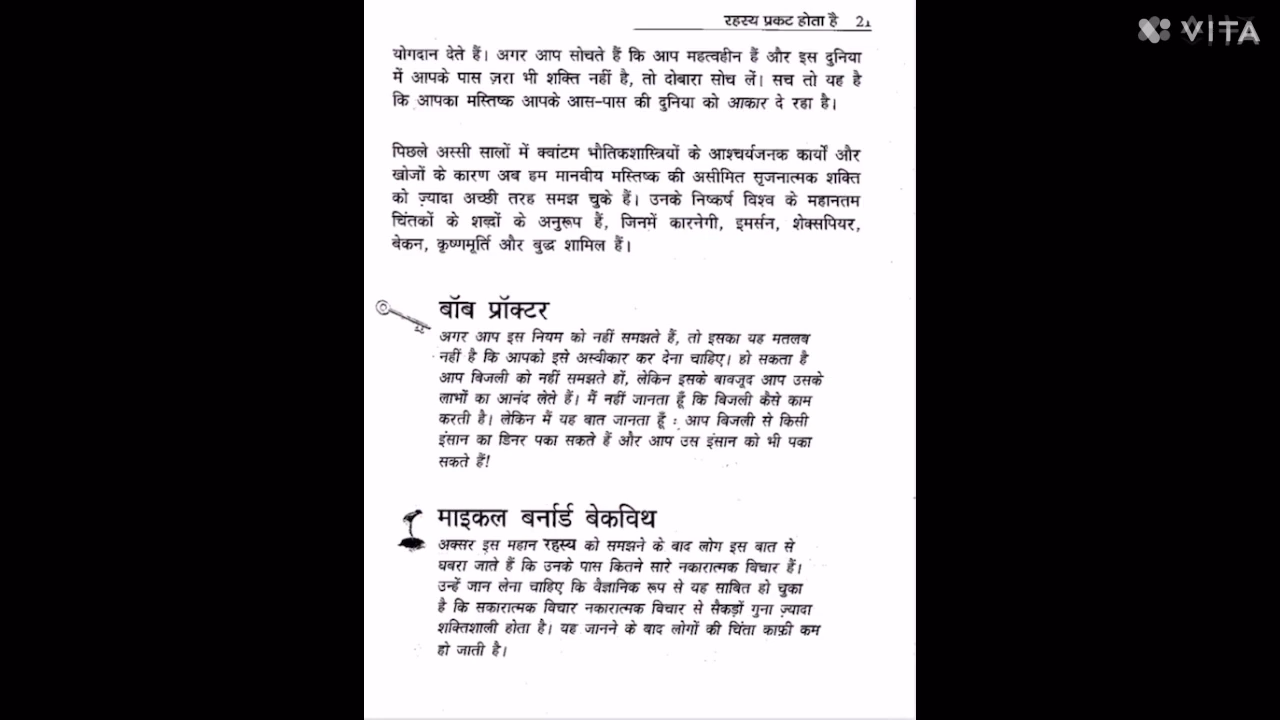 रहस्य प्रकट होता है 21
VITA
योगदान देते हैं। अगर आप सोचते हैं कि आप महत्वहीन हैं और इस दुनिया
में आपके पास ज़रा भी शक्ति नहीं है, तो दोबारा सोच लें। सच तो यह है
कि आपका मस्तिष्क आपके आस-पास की दुनिया को आकार दे रहा है।
पिछले अस्सी सालों में क्वांटम भौतिकशास्त्रियों के आश्चर्यजनक कार्यों और
खोजों के कारण अब हम मानवीय मस्तिष्क की असीमित सृजनात्मक शक्ति
को ज़्यादा अच्छी तरह समझ चुके हैं। उनके निष्कर्ष विश्व के महानतम
चिंतकों के शब्दों के अनुरूप हैं, जिनमें कारनेगी, इमर्सन, शेक्सपियर,
बेकन, कृष्णमूर्ति और बुद्ध शामिल हैं।
बॉब प्रॉक्टर
अगर आप इस नियम को नहीं समझते हैं, तो इसका यह मतलब
नहीं है कि आपको इसे अस्वीकार कर देना चाहिए। हो सकता है
आप बिजली को नहीं समझते हों, लेकिन इसके बावजूद आप उसके
लाभों का आनंद लेते हैं। मैं नहीं जानता हूँ कि बिजली कैसे काम
करती है। लेकिन मैं यह बात जानता हूँ : आप बिजली से किसी
इंसान का डिनर पका सकते हैं और आप उस इंसान को भी पका
सकते हैं!
माइकल बर्नार्ड बेकविथ
अक्सर इस महान रहस्य को समझने के बाद लोग इस बात से
घबरा जाते हैं कि उनके पास कितने सारे नकारात्मक विचार हैं।
उन्हें जान लेना चाहिए कि वैज्ञानिक रूप से यह साबित हो चुका
है कि सकारात्मक विचार नकारात्मक विचार से सैकड़ों गुना ज़्यादा
शक्तिशाली होता है। यह जानने के बाद लोगों की चिंता काफ़ी कम
हो जाती है।